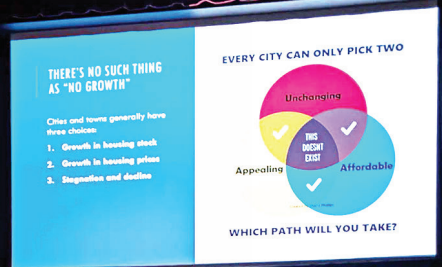 THERE'S NO SUCH THING
AS "NO GROWTH"
Cities and towns generally have
three choices:
1. Growth in housing stock
2. Growth in housing prices
3. Stagnation and decline
EVERY CITY CAN ONLY PICK TWO
Unchanging
THIS
DOESNT
EXIST
Appealing
Affordable
WHICH PATH WILL YOU TAKE?